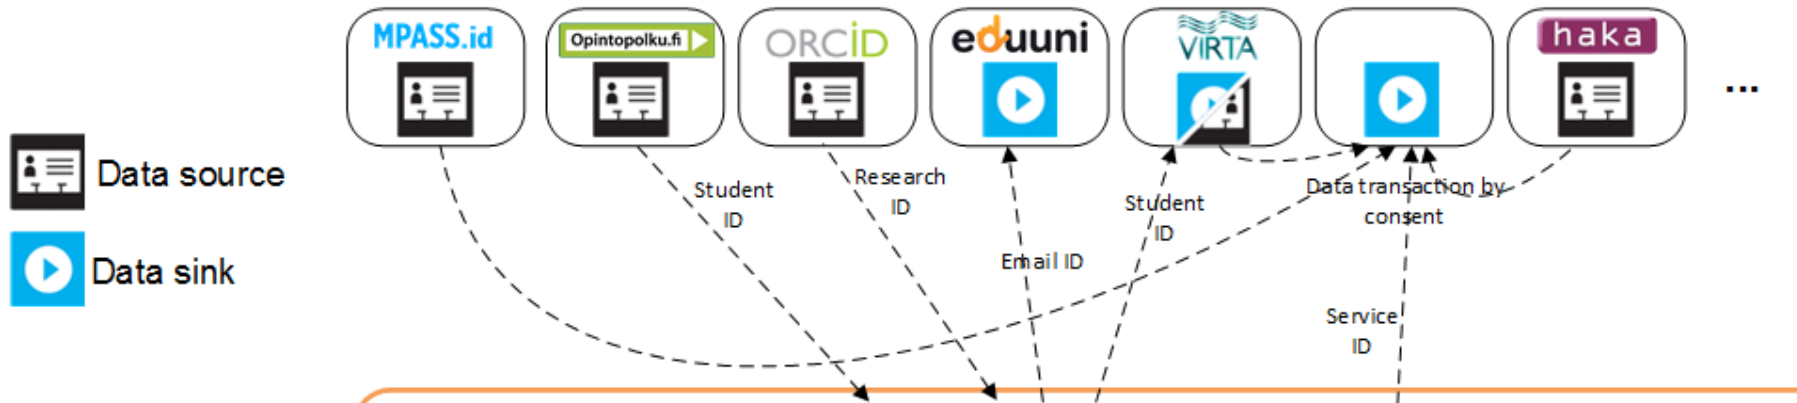 MPASS.id
Opintopolku.fi
ORCiD
eduuni
VIRTA
haka
...
Data source
Data sink
Student
ID
Research
ID
Email ID
Student
ID
Data transaction by
consent
Service
ID